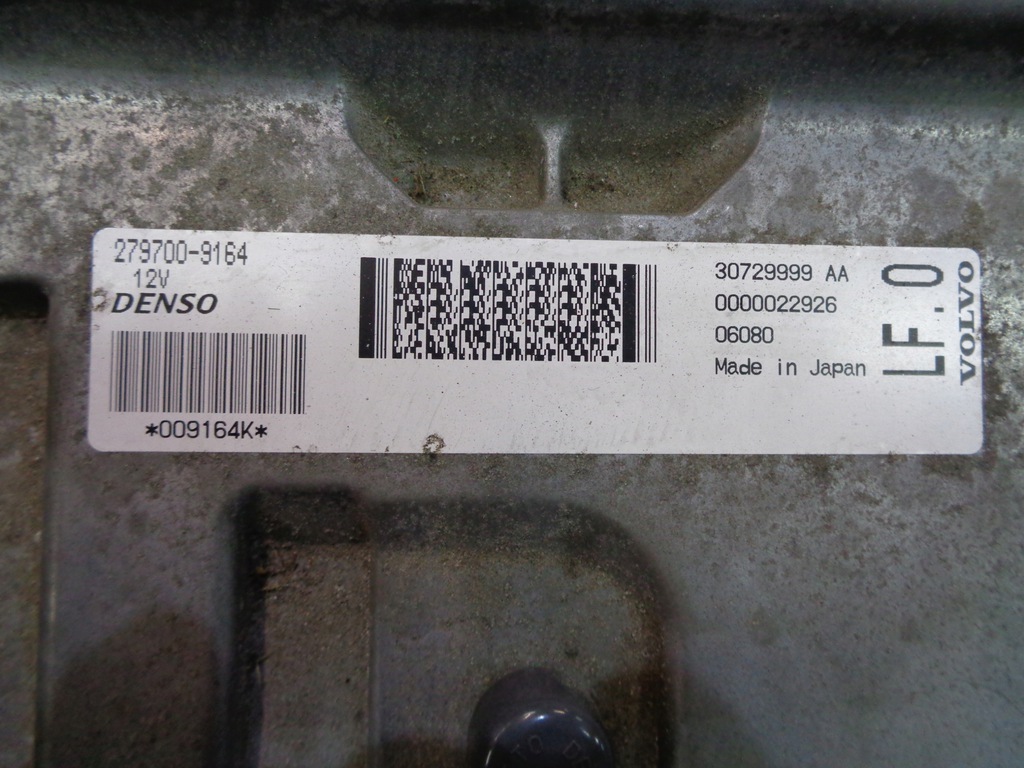 279700-9164
12V
DENSO
*009164K*
30729999 AA
0000022926
06080
Made in Japan
LF.0
VOLVO